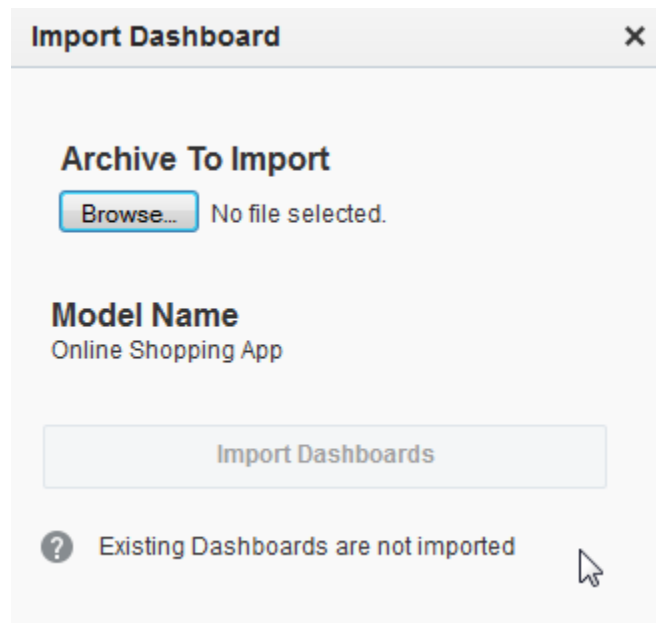 Import Dashboard
Archive To Import
Browse... No file selected.
Model Name
Online Shopping App
Import Dashboards
? Existing Dashboards are not imported